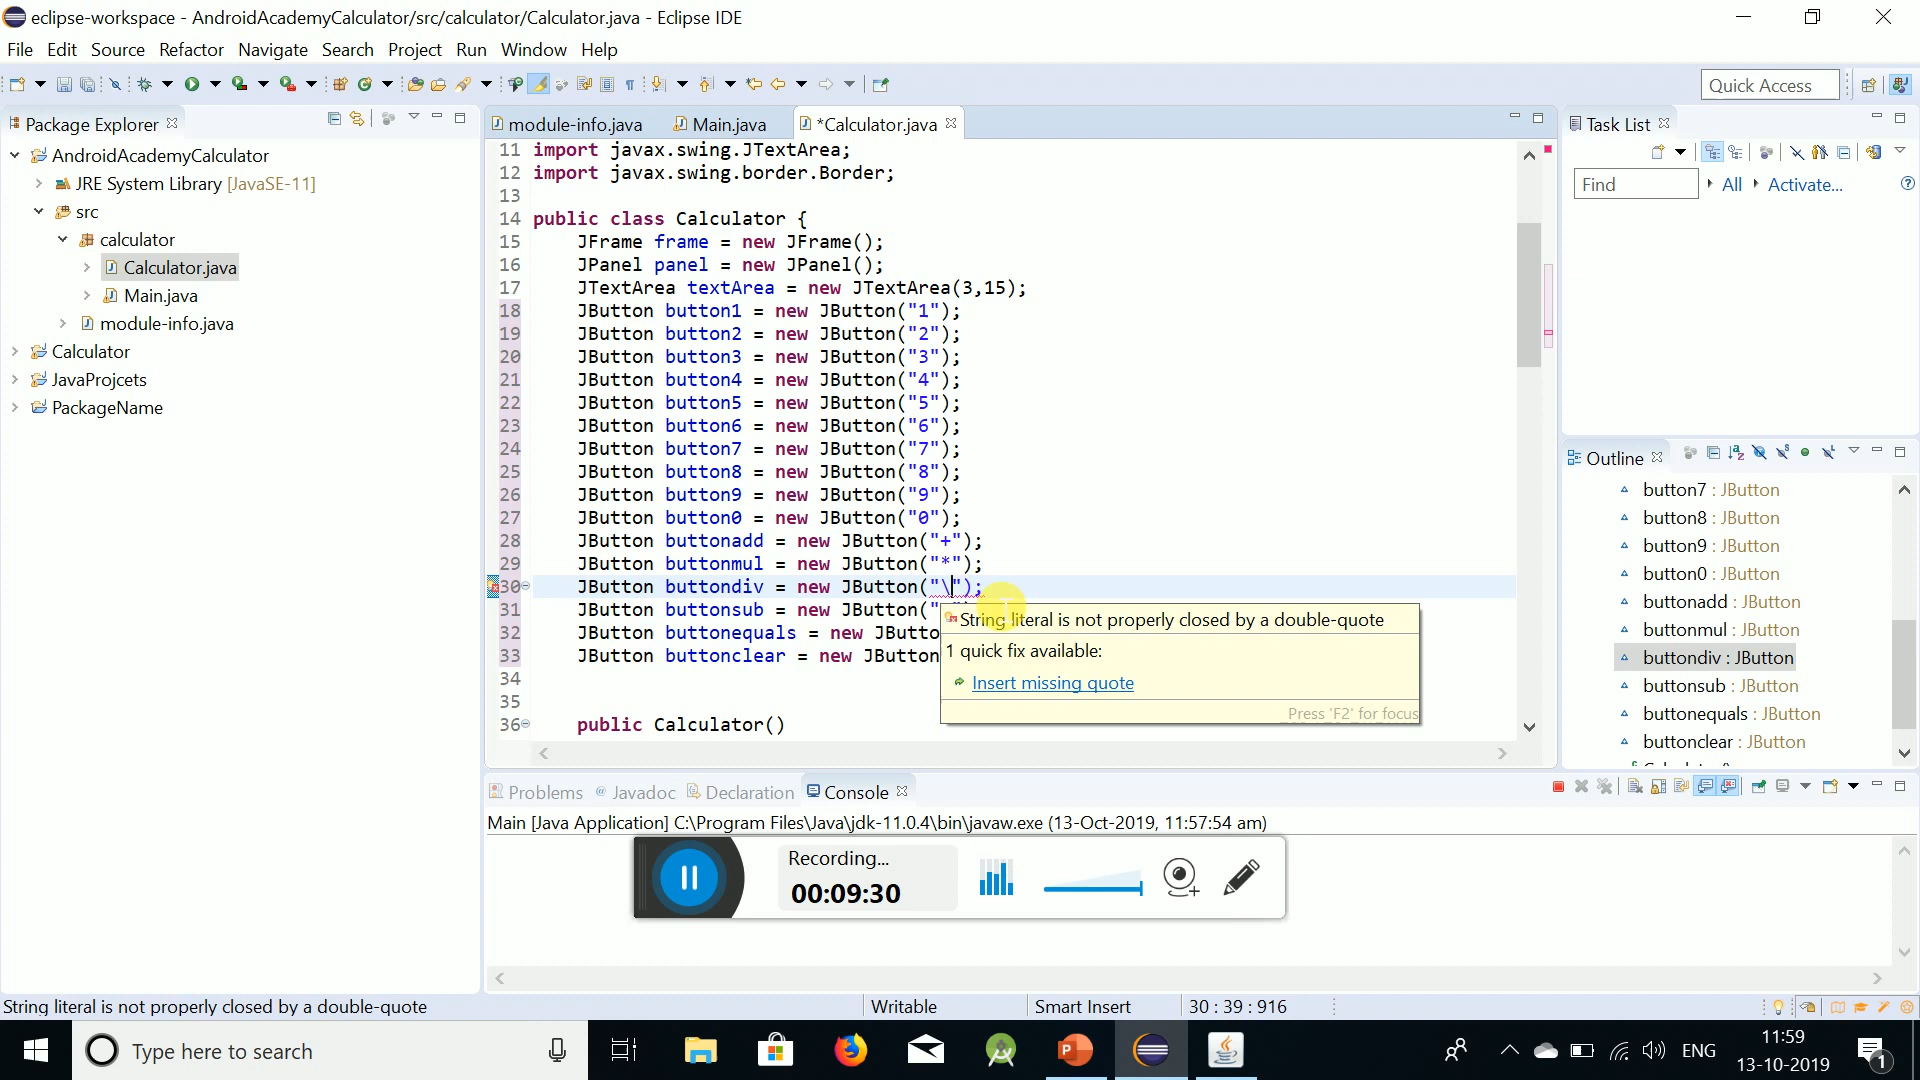 eclipse-workspace - AndroidAcademyCalculator/src/calculator/Calculator.java - Eclipse IDE
File Edit Source Refactor Navigate Search Project Run Window Help
Quick Access
Package Explorer
AndroidAcademyCalculator
JRE System Library [JavaSE-11]
src
calculator
Calculator.java
Main.java
module-info.java
Calculator
JavaProjcets
PackageName
module-info.java Main.java *Calculator.java
11 import javax.swing.JTextArea;
12 import javax.swing.border.Border;
13
14 public class Calculator {
15 JFrame frame = new JFrame();
16 JPanel panel = new JPanel();
17 JTextArea textArea = new JTextArea(3,15);
18 JButton button1 = new JButton("1");
19 JButton button2 = new JButton("2");
20 JButton button3 = new JButton("3");
21 JButton button4 = new JButton("4");
22 JButton button5 = new JButton("5");
23 JButton button6 = new JButton("6");
24 JButton button7 = new JButton("7");
25 JButton button8 = new JButton("8");
26 JButton button9 = new JButton("9");
27 JButton button0 = new JButton("0");
28 JButton buttonadd = new JButton("+");
29 JButton buttonmul = new JButton("*");
30 JButton buttondiv = new JButton("\");
31 JButton buttonsub = new JButton("
32 JButton buttonequals = new JButto
33 JButton buttonclear = new JButton
34
35
36 public Calculator()
String literal is not properly closed by a double-quote
1 quick fix available:
Insert missing quote
Press 'F2' for focus
Task List
Find All Activate...
Outline
button7 : JButton
button8 : JButton
button9 : JButton
button0 : JButton
buttonadd : JButton
buttonmul : JButton
buttondiv : JButton
buttonsub : JButton
buttonequals : JButton
buttonclear : JButton
Problems Javadoc Declaration Console
Main [Java Application] C:\Program Files\Java\jdk-11.0.4\bin\javaw.exe (13-Oct-2019, 11:57:54 am)
Recording...
00:09:30
String literal is not properly closed by a double-quote
Writable
Smart Insert
30 : 39 : 916
Type here to search
ENG
11:59
13-10-2019
1